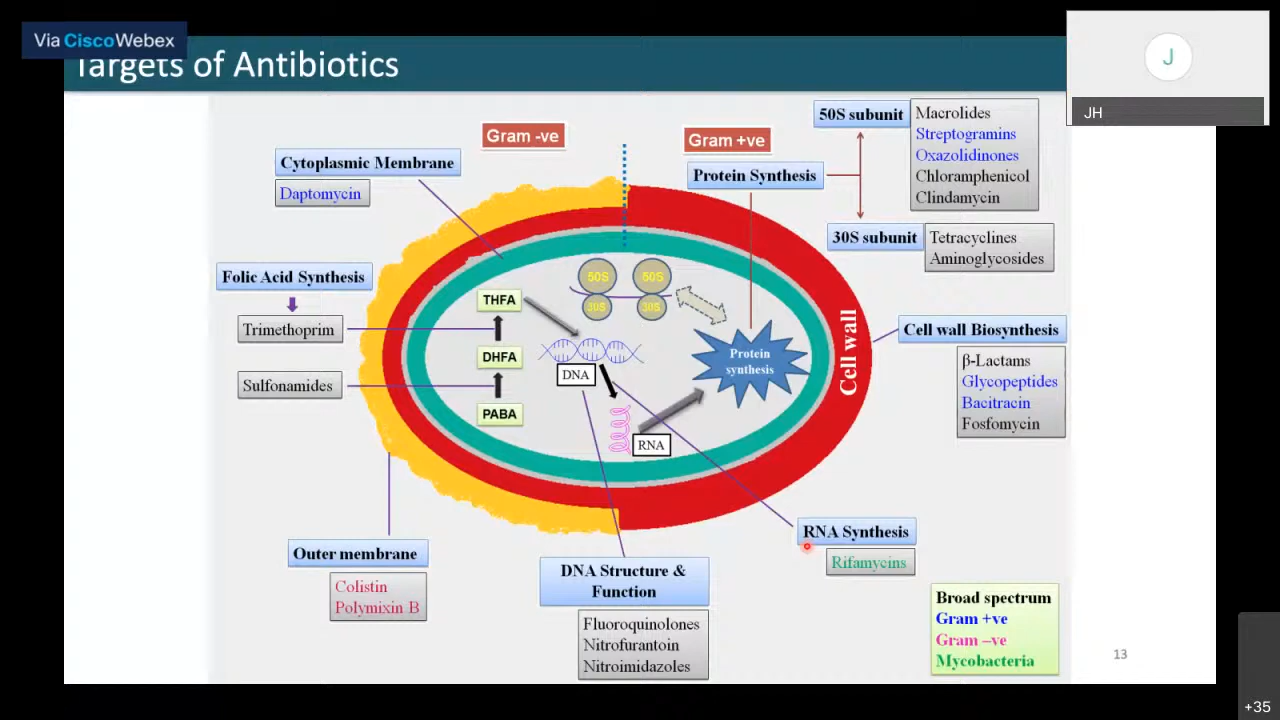 Via CiscoWebex
Targets of Antibiotics
J
JH
Gram -ve
Gram +ve
Cytoplasmic Membrane
Daptomycin
Protein Synthesis
50S subunit
Macrolides
Streptogramins
Oxazolidinones
Chloramphenicol
Clindamycin
30S subunit
Tetracyclines
Aminoglycosides
Folic Acid Synthesis
Trimethoprim
Sulfonamides
THFA
DHFA
PABA
50S
50S
30S
30S
DNA
RNA
Protein
synthesis
Cell wall
Cell wall Biosynthesis
β-Lactams
Glycopeptides
Bacitracin
Fosfomycin
Outer membrane
Colistin
Polymixin B
DNA Structure &
Function
Fluoroquinolones
Nitrofurantoin
Nitroimidazoles
RNA Synthesis
Rifamycins
Broad spectrum
Gram +ve
Gram –ve
Mycobacteria
13
+35